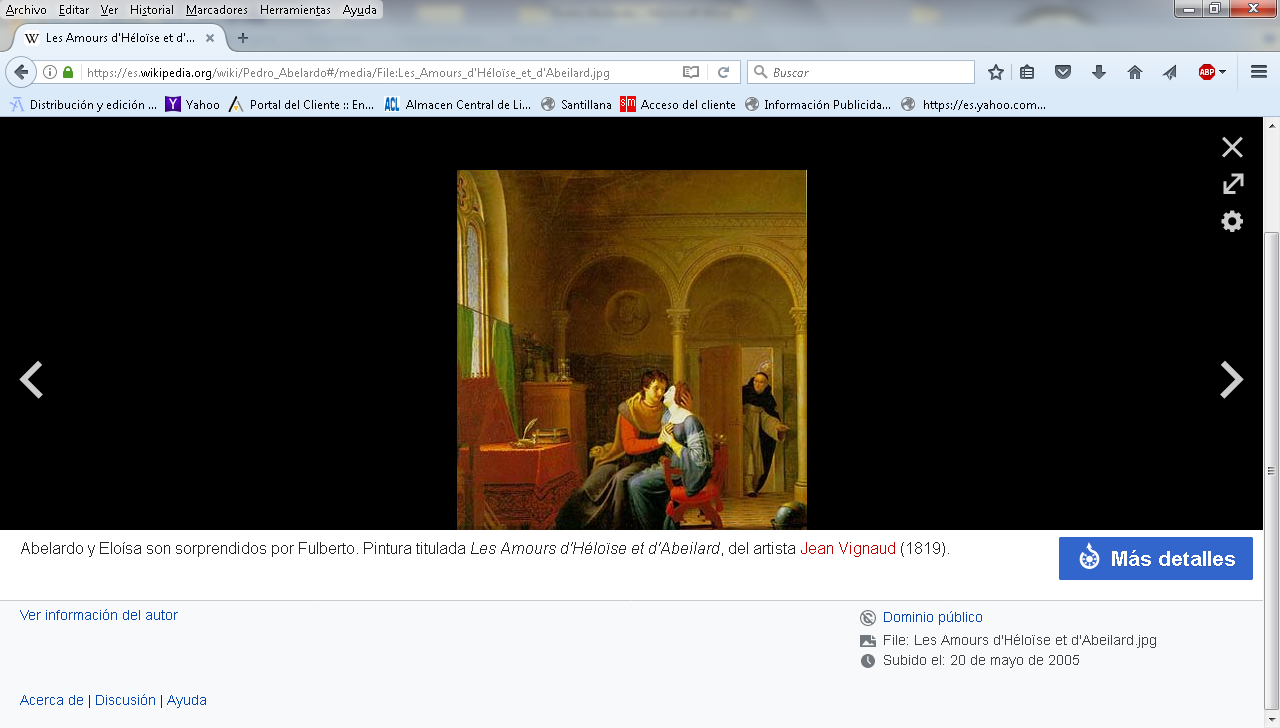 Archivo Editar Ver Historial Marcadores Herramientas Ayuda
W Les Amours d'Héloïse et d'...
https://es.wikipedia.org/wiki/Pedro_Abelardo#/media/File:Les_Amours_d'Héloïse_et_d'Abeilard.jpg
Buscar
ABP
Distribución y edición ... Y Yahoo Portal del Cliente :: En... ACL Almacen Central de Li... Santillana sm Acceso del cliente Información Publicacio... https://es.yahoo.com...
Abelardo y Eloísa son sorprendidos por Fulberto. Pintura titulada Les Amours d'Héloïse et d'Abeilard, del artista Jean Vignaud (1819).
Más detalles
Ver información del autor
Dominio público
File: Les Amours d'Héloïse et d'Abeilard.jpg
Subido el: 20 de mayo de 2005
Acerca de | Discusión | Ayuda